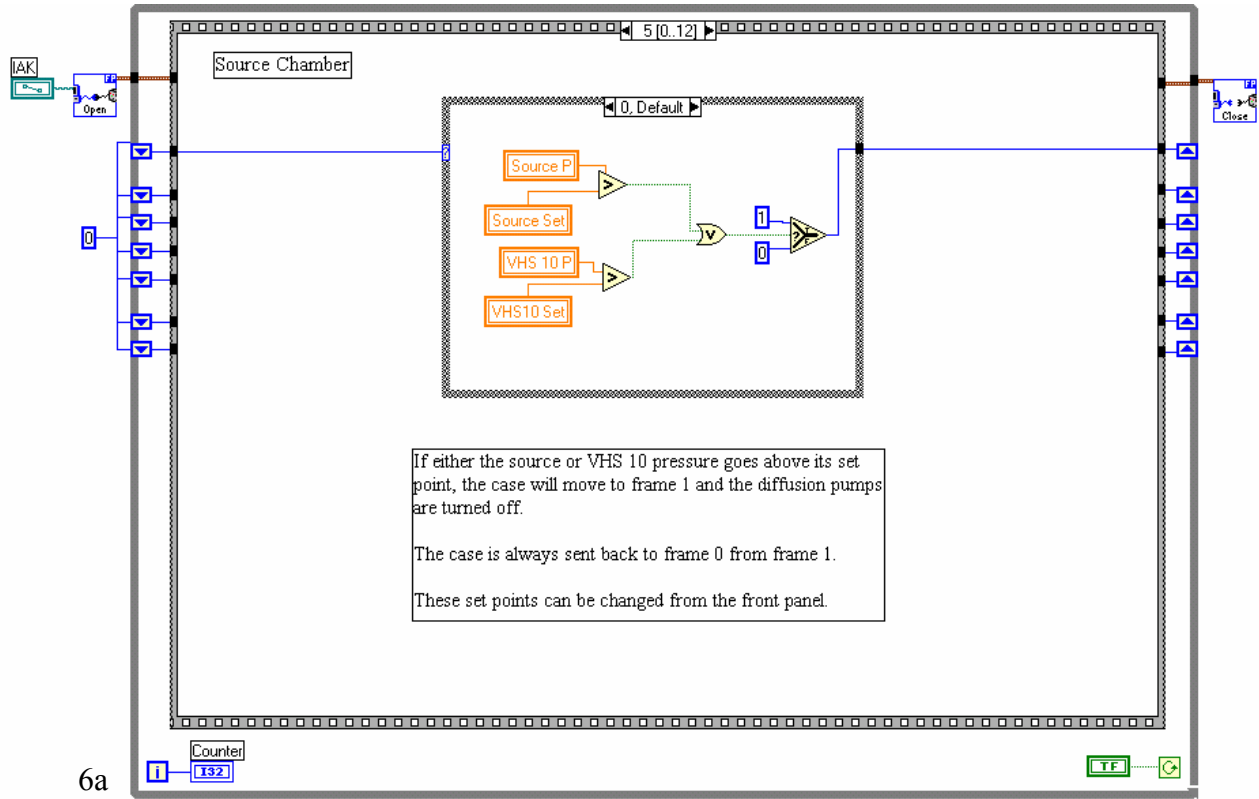 5 [0..12]
IAK
Source Chamber
FP
Open
FP
Close
0, Default
?
Source P
>
Source Set
1
V
?
T
F
0
0
VHS 10 P
>
VHS10 Set
If either the source or VHS 10 pressure goes above its set
point, the case will move to frame 1 and the diffusion pumps
are turned off.
The case is always sent back to frame 0 from frame 1.
These set points can be changed from the front panel.
Counter
i
I32
TF
6a